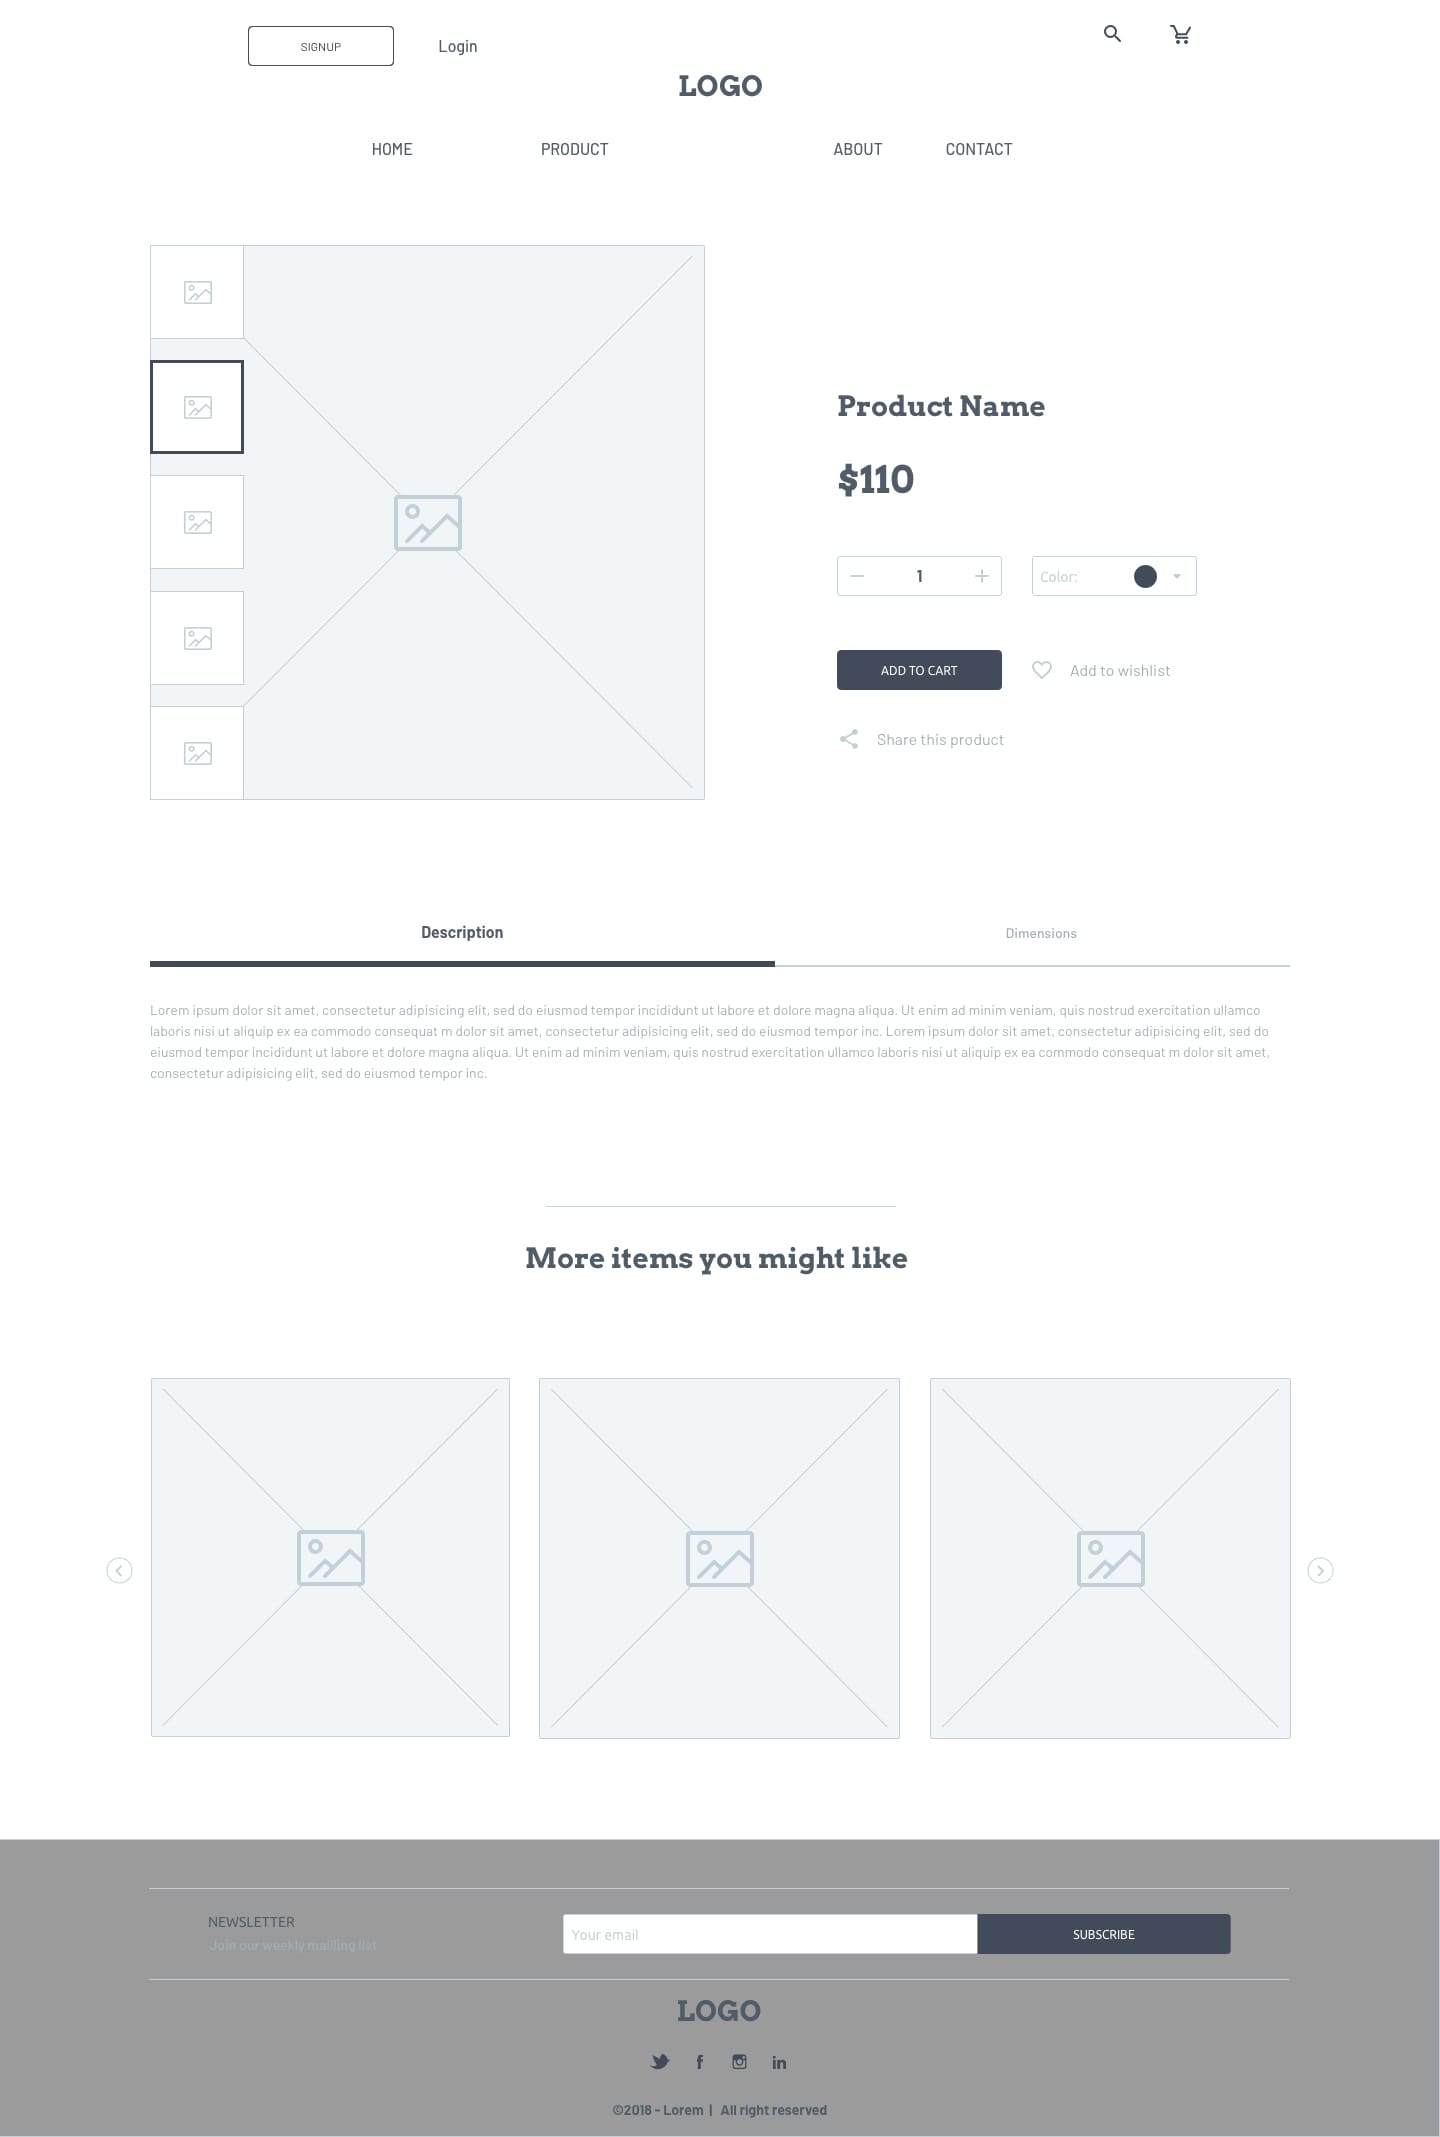 SIGNUP
Login
LOGO
HOME
PRODUCT
ABOUT
CONTACT
Product Name
$110
1
Color:
ADD TO CART
Add to wishlist
Share this product
Description
Dimensions
Lorem ipsum dolor sit amet, consectetur adipisicing elit, sed do eiusmod tempor incididunt ut labore et dolore magna aliqua. Ut enim ad minim veniam, quis nostrud exercitation ullamco
laboris nisi ut aliquip ex ea commodo consequat m dolor sit amet, consectetur adipisicing elit, sed do eiusmod tempor inc. Lorem ipsum dolor sit amet, consectetur adipisicing elit, sed do
eiusmod tempor incididunt ut labore et dolore magna aliqua. Ut enim ad minim veniam, quis nostrud exercitation ullamco laboris nisi ut aliquip ex ea commodo consequat m dolor sit amet,
consectetur adipisicing elit, sed do eiusmod tempor inc.
More items you might like
NEWSLETTER
Join our weekly mailling list
Your email
SUBSCRIBE
LOGO
©2018 - Lorem | All right reserved